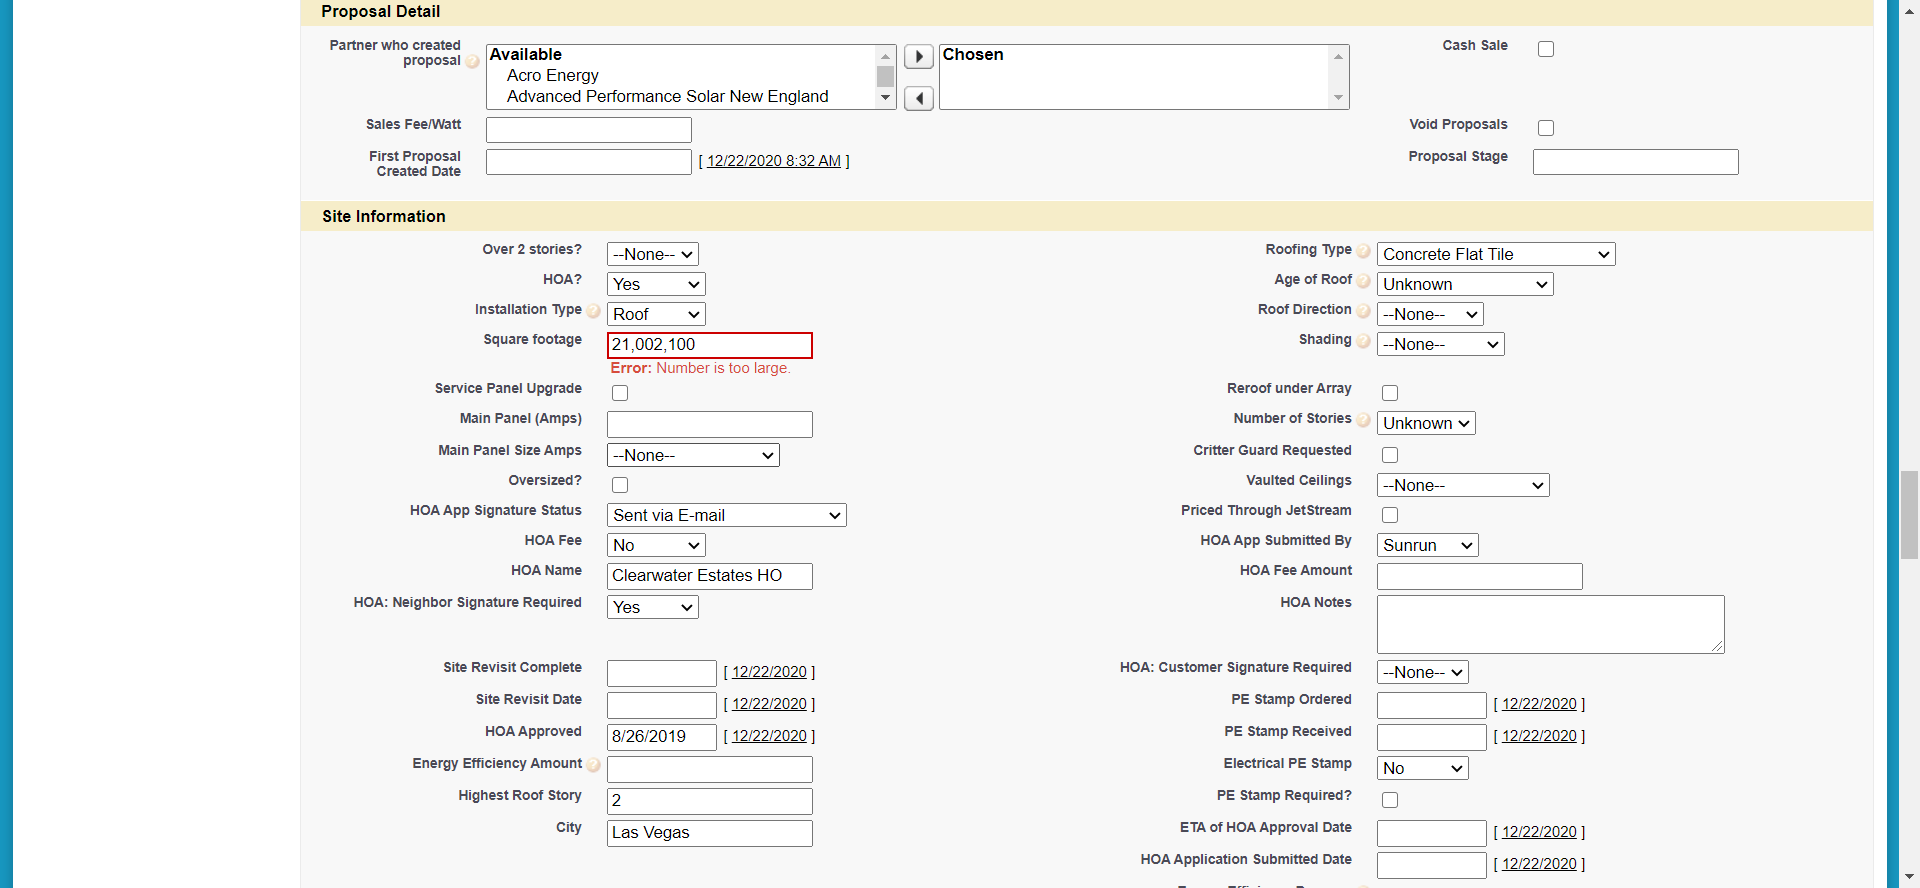 Proposal Detail
Partner who created
proposal
Available
Acro Energy
Advanced Performance Solar New England
Chosen
Cash Sale
Sales Fee/Watt
Void Proposals
First Proposal
Created Date
[ 12/22/2020 8:32 AM ]
Proposal Stage
Site Information
Over 2 stories? --None--
Roofing Type ? Concrete Flat Tile
HOA? Yes
Age of Roof ? Unknown
Installation Type ? Roof
Roof Direction ? --None--
Square footage 21,002,100
Error: Number is too large.
Shading ? --None--
Service Panel Upgrade
Reroof under Array
Main Panel (Amps)
Number of Stories ? Unknown
Main Panel Size Amps --None--
Critter Guard Requested
Oversized?
Vaulted Ceilings --None--
HOA App Signature Status Sent via E-mail
Priced Through JetStream
HOA Fee No
HOA App Submitted By Sunrun
HOA Name Clearwater Estates HO
HOA Fee Amount
HOA: Neighbor Signature Required Yes
HOA Notes
Site Revisit Complete [ 12/22/2020 ]
HOA: Customer Signature Required --None--
Site Revisit Date [ 12/22/2020 ]
PE Stamp Ordered [ 12/22/2020 ]
HOA Approved 8/26/2019 [ 12/22/2020 ]
PE Stamp Received [ 12/22/2020 ]
Energy Efficiency Amount ?
Electrical PE Stamp No
Highest Roof Story 2
PE Stamp Required?
City Las Vegas
ETA of HOA Approval Date [ 12/22/2020 ]
HOA Application Submitted Date [ 12/22/2020 ]